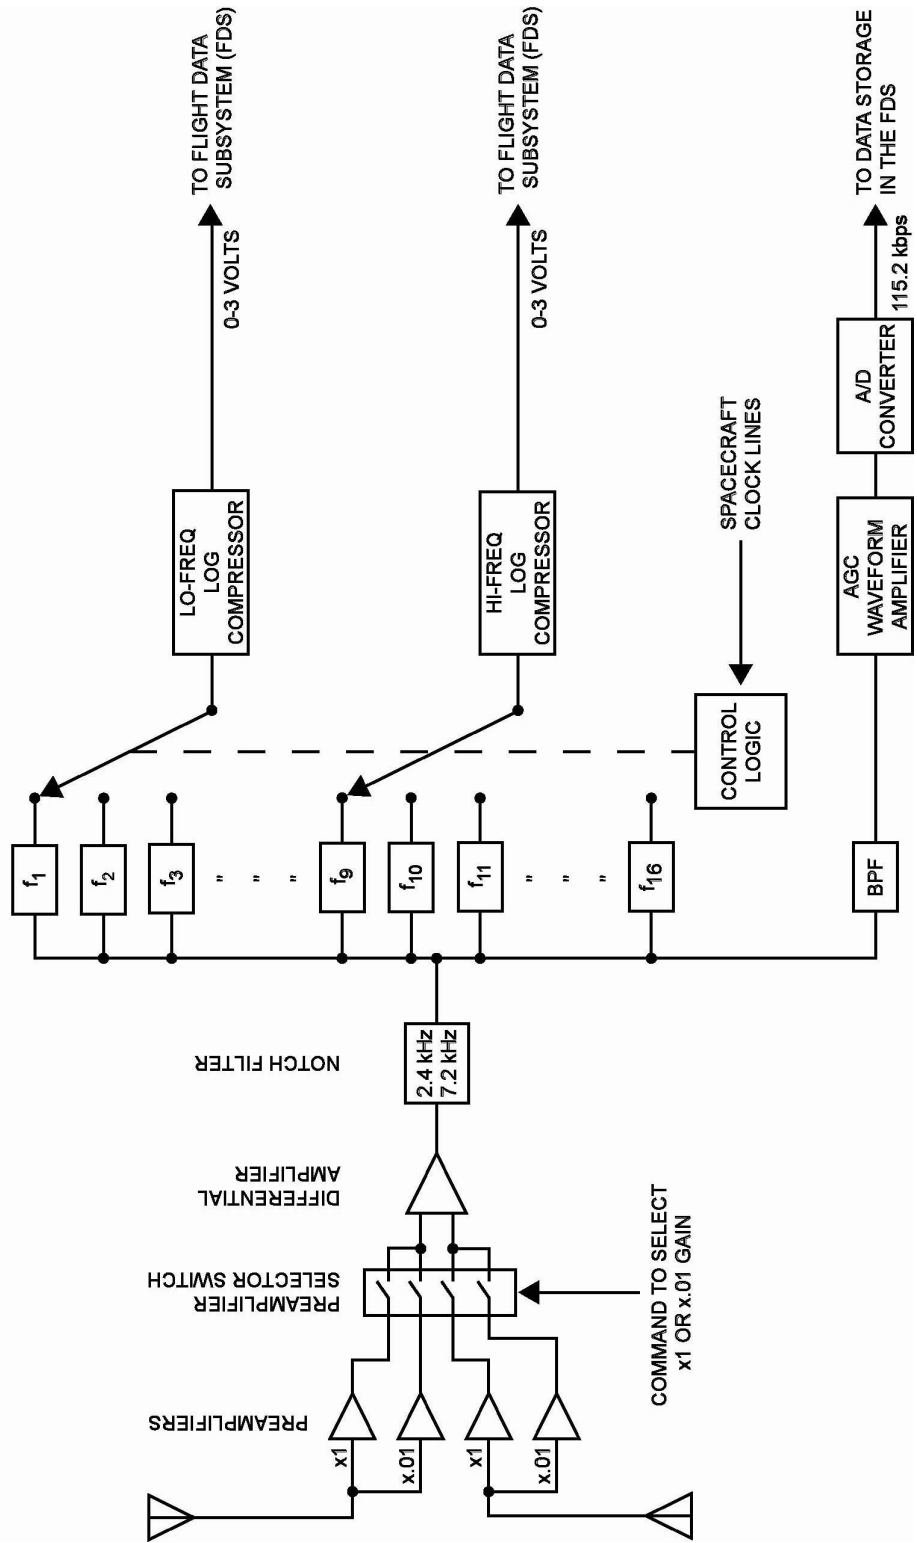 PREAMPLIFIERS
x1
x.01
x1
x.01
PREAMPLIFIER
SELECTOR SWITCH
COMMAND TO SELECT
x1 OR x.01 GAIN
DIFFERENTIAL
AMPLIFIER
NOTCH FILTER
2.4 kHz
7.2 kHz
f1
f2
f3
"
"
"
f9
f10
f11
"
"
"
f16
BPF
CONTROL
LOGIC
SPACECRAFT
CLOCK LINES
LO-FREQ
LOG
COMPRESSOR
0-3 VOLTS
TO FLIGHT DATA
SUBSYSTEM (FDS)
HI-FREQ
LOG
COMPRESSOR
0-3 VOLTS
TO FLIGHT DATA
SUBSYSTEM (FDS)
AGC
WAVEFORM
AMPLIFIER
A/D
CONVERTER
115.2 kbps
TO DATA STORAGE
IN THE FDS